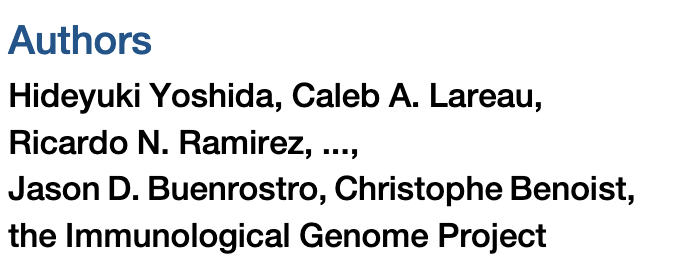 Authors
Hideyuki Yoshida, Caleb A. Lareau,
Ricardo N. Ramirez, ...,
Jason D. Buenrostro, Christophe Benoist,
the Immunological Genome Project